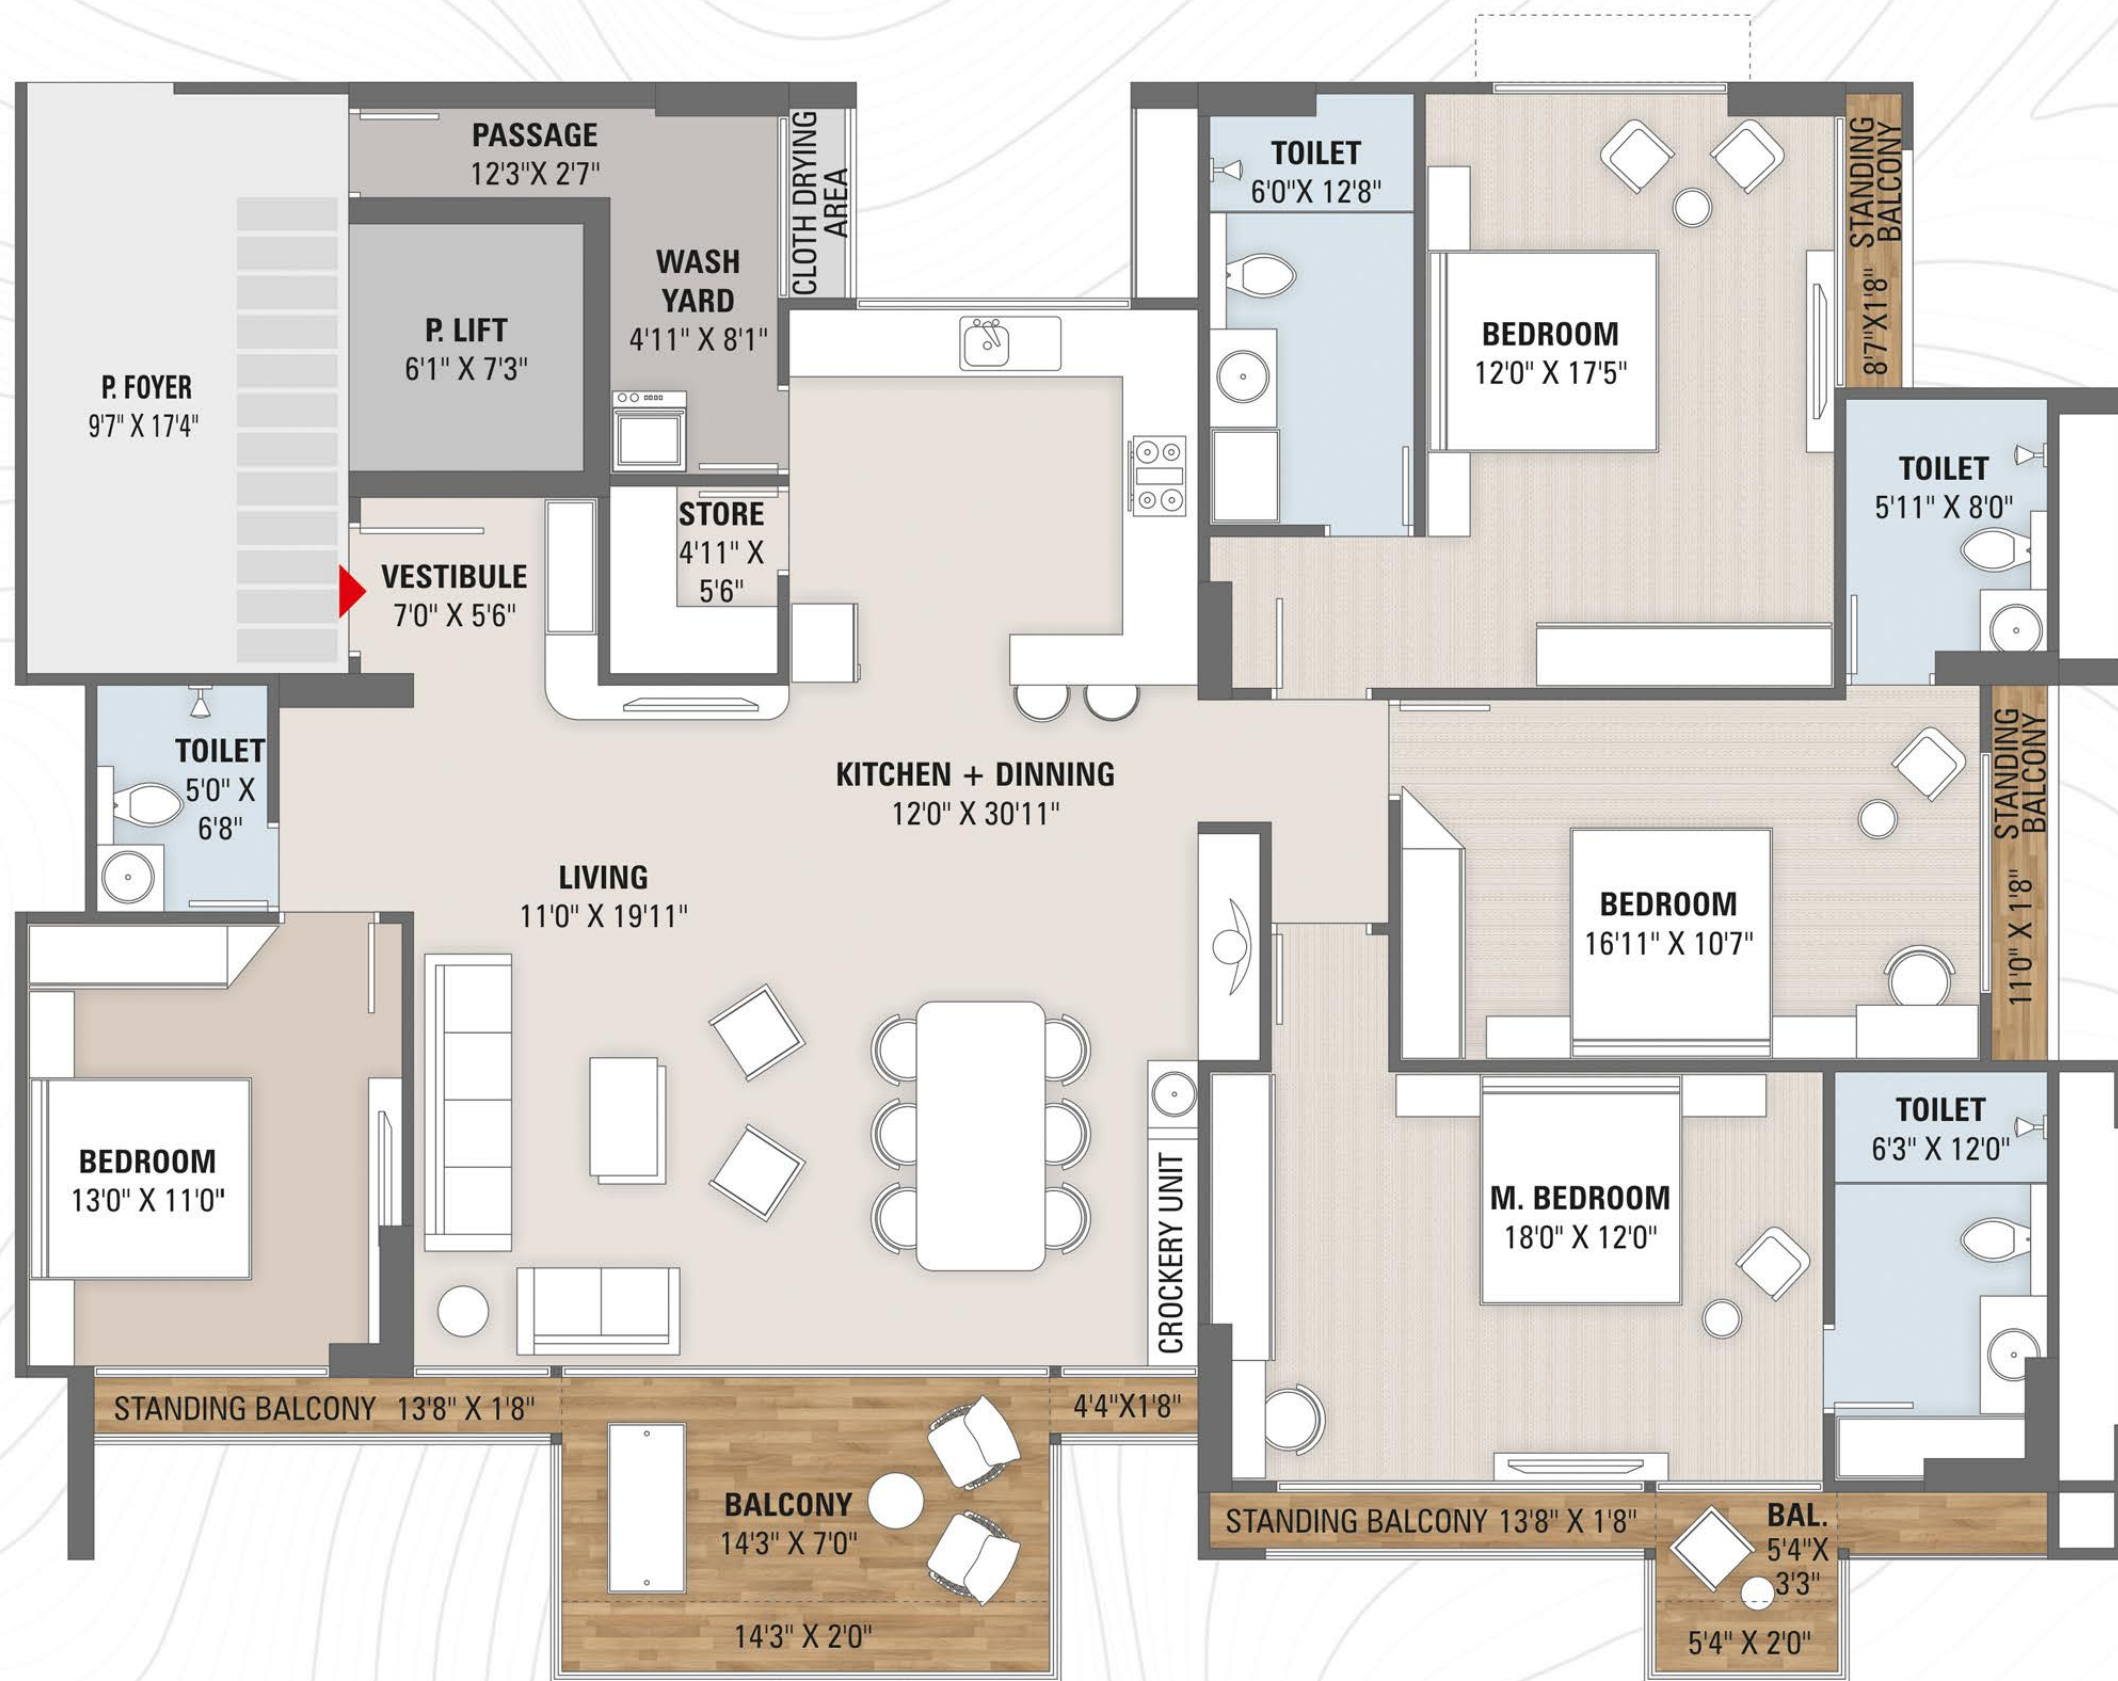 PASSAGE
12'3"X 2'7"
CLOTH DRYING
AREA
TOILET
6'0"X 12'8"
STANDING
BALCONY
8'7"X1'8"
WASH
YARD
4'11" X 8'1"
P. LIFT
6'1" X 7'3"
P. FOYER
9'7" X 17'4"
BEDROOM
12'0" X 17'5"
TOILET
5'11" X 8'0"
STORE
4'11" X
5'6"
VESTIBULE
7'0" X 5'6"
TOILET
5'0" X
6'8"
KITCHEN + DINNING
12'0" X 30'11"
STANDING
BALCONY
11'0" X 1'8"
LIVING
11'0" X 19'11"
BEDROOM
16'11" X 10'7"
BEDROOM
13'0" X 11'0"
CROCKERY UNIT
M. BEDROOM
18'0" X 12'0"
TOILET
6'3" X 12'0"
STANDING BALCONY 13'8" X 1'8"
4'4"X1'8"
BALCONY
14'3" X 7'0"
14'3" X 2'0"
STANDING BALCONY 13'8" X 1'8"
BAL.
5'4"X
3'3"
5'4" X 2'0"